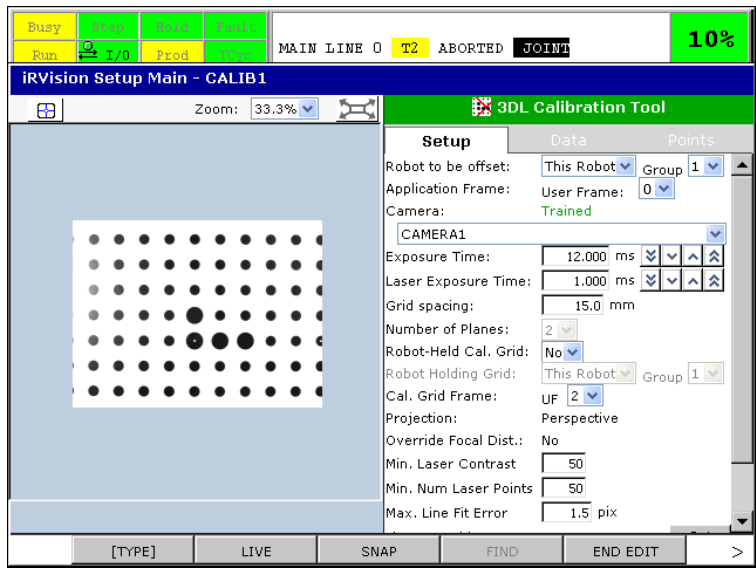 Busy Step Hold Fault
Run I/O Prod TCyc
MAIN LINE 0 T2 ABORTED JOINT
10%
iRVision Setup Main - CALIB1
Zoom: 33.3%
3DL Calibration Tool
Setup Data Points
Robot to be offset: This Robot Group 1
Application Frame: User Frame: 0
Camera: Trained
CAMERA1
Exposure Time: 12.000 ms
Laser Exposure Time: 1.000 ms
Grid spacing: 15.0 mm
Number of Planes: 2
Robot-Held Cal. Grid: No
Robot Holding Grid: This Robot Group 1
Cal. Grid Frame: UF 2
Projection: Perspective
Override Focal Dist.: No
Min. Laser Contrast 50
Min. Num Laser Points 50
Max. Line Fit Error 1.5 pix
[TYPE] LIVE SNAP FIND END EDIT >